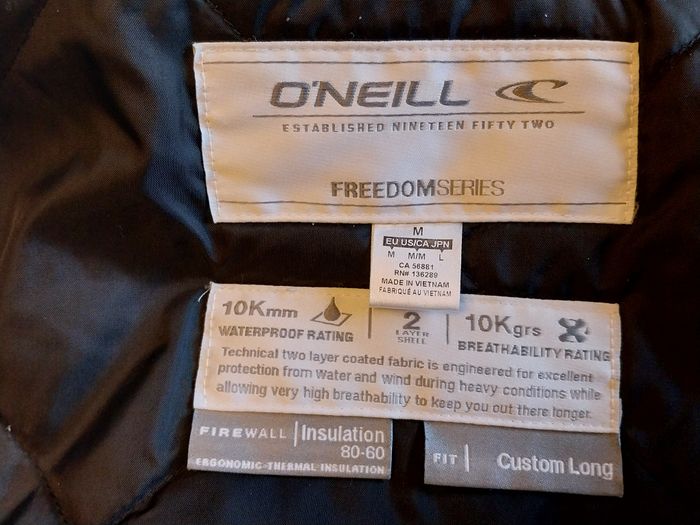 O'NEILL
ESTABLISHED NINETEEN FIFTY TWO
FREEDOMSERIES
M
EU US/CA JPN
M M/M L
CA 56881
RN# 136289
MADE IN VIETNAM
FABRIQUÉ AU VIETNAM
10Kmm
WATERPROOF RATING
2
LAYER
SHELL
10Kgrs
BREATHABILITY RATING
Technical two layer coated fabric is engineered for excellent
protection from water and wind during heavy conditions while
allowing very high breathability to keep you out there longer.
FIREWALL Insulation
80-60
ERGONOMIC-THERMAL INSULATION
FIT Custom Long